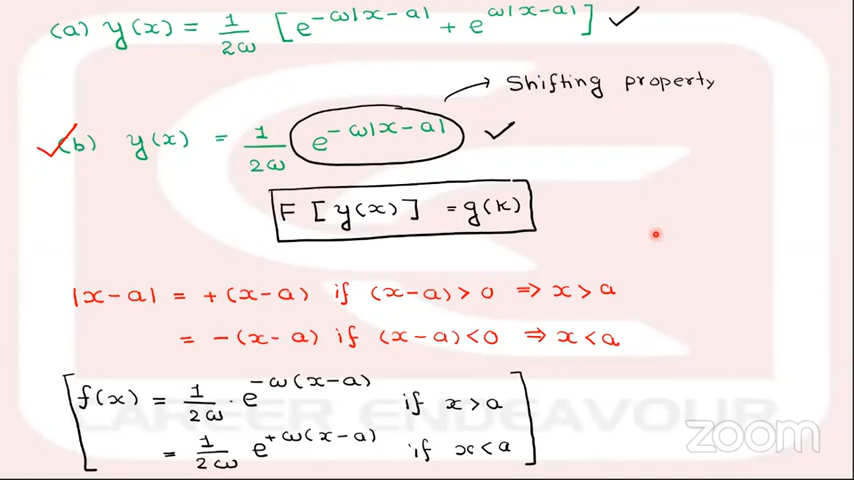 (a) y(x) = 1/2ω [e^-ω|x-a| + e^ω|x-a|] ✓
→ Shifting property
✓(b) y(x) = 1/2ω e^-ω|x-a| ✓
F [y(x)] = g(k)
|x-a| = +(x-a) if (x-a)>0 ⇒ x>a
= -(x-a) if (x-a)<0 ⇒ x<a
f(x) = 1/2ω · e^-ω(x-a) if x>a
= 1/2ω e^+ω(x-a) if x<a
CAREER ENDEAVOUR
zoom